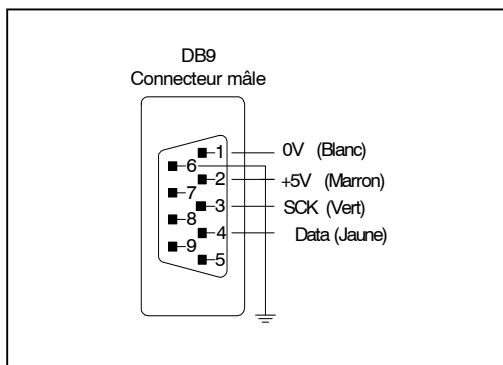 DB9
Connecteur mâle
1 0V (Blanc)
6
2 +5V (Marron)
7
3 SCK (Vert)
8
4 Data (Jaune)
9
5